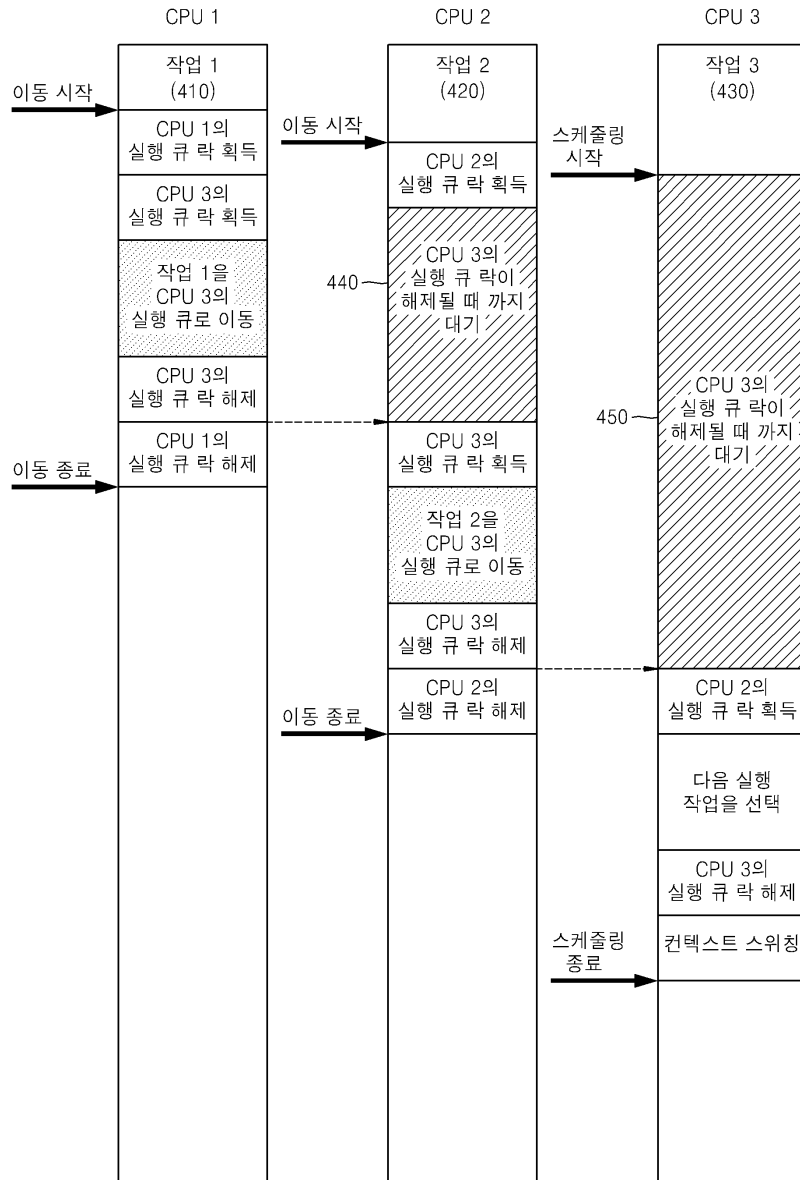 CPU 1
CPU 2
CPU 3
작업 1
(410)
이동 시작
CPU 1의
실행 큐 락 획득
CPU 3의
실행 큐 락 획득
작업 1을
CPU 3의
실행 큐로 이동
CPU 3의
실행 큐 락 해제
CPU 1의
실행 큐 락 해제
이동 종료
작업 2
(420)
이동 시작
CPU 2의
실행 큐 락 획득
440
CPU 3의
실행 큐 락이
해제될 때 까지
대기
CPU 3의
실행 큐 락 획득
작업 2을
CPU 3의
실행 큐로 이동
CPU 3의
실행 큐 락 해제
CPU 2의
실행 큐 락 해제
이동 종료
작업 3
(430)
스케줄링
시작
450
CPU 3의
실행 큐 락이
해제될 때 까지
대기
CPU 2의
실행 큐 락 획득
다음 실행
작업을 선택
CPU 3의
실행 큐 락 해제
컨텍스트 스위칭
스케줄링
종료